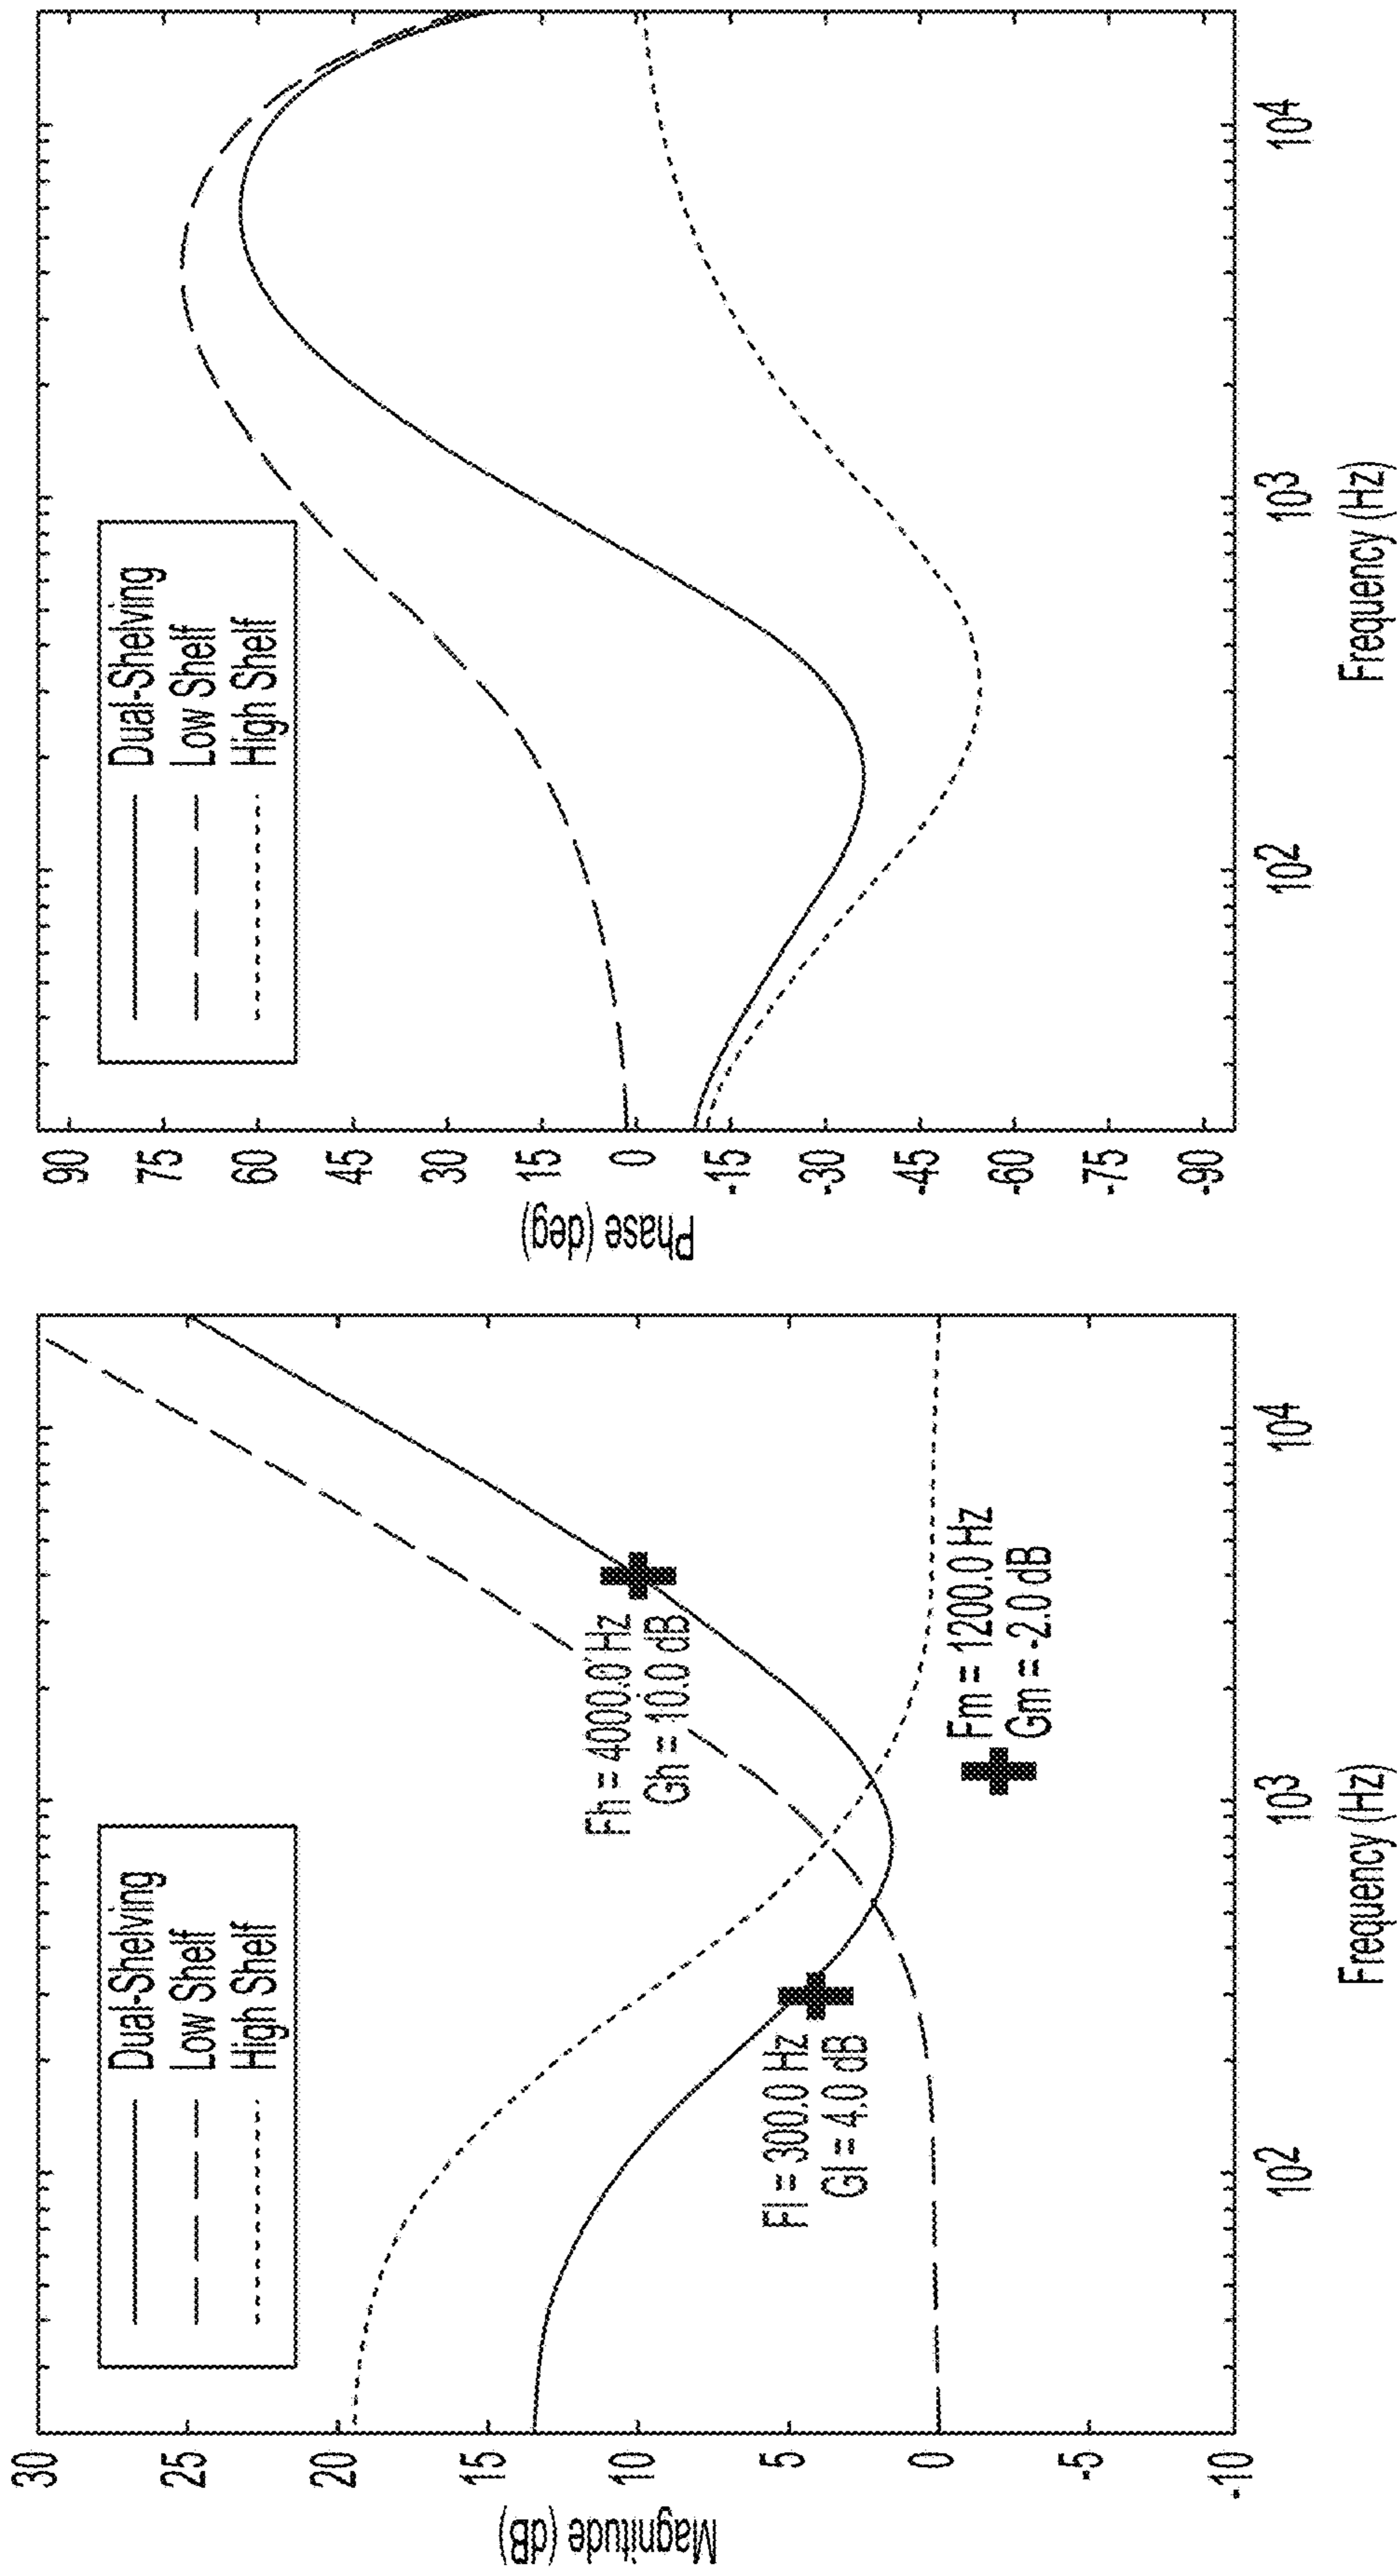 30
25
20
15
10
5
0
-5
-10
Magnitude (dB)
Dual-Shelving
Low Shelf
High Shelf
Fh = 4000.0 Hz
Gh = 10.0 dB
Fl = 300.0 Hz
Gl = 4.0 dB
Fm = 1200.0 Hz
Gm = -2.0 dB
10²
10³
10⁴
Frequency (Hz)
90
75
60
45
30
15
0
-15
-30
-45
-60
-75
-90
Phase (deg)
Dual-Shelving
Low Shelf
High Shelf
10²
10³
10⁴
Frequency (Hz)